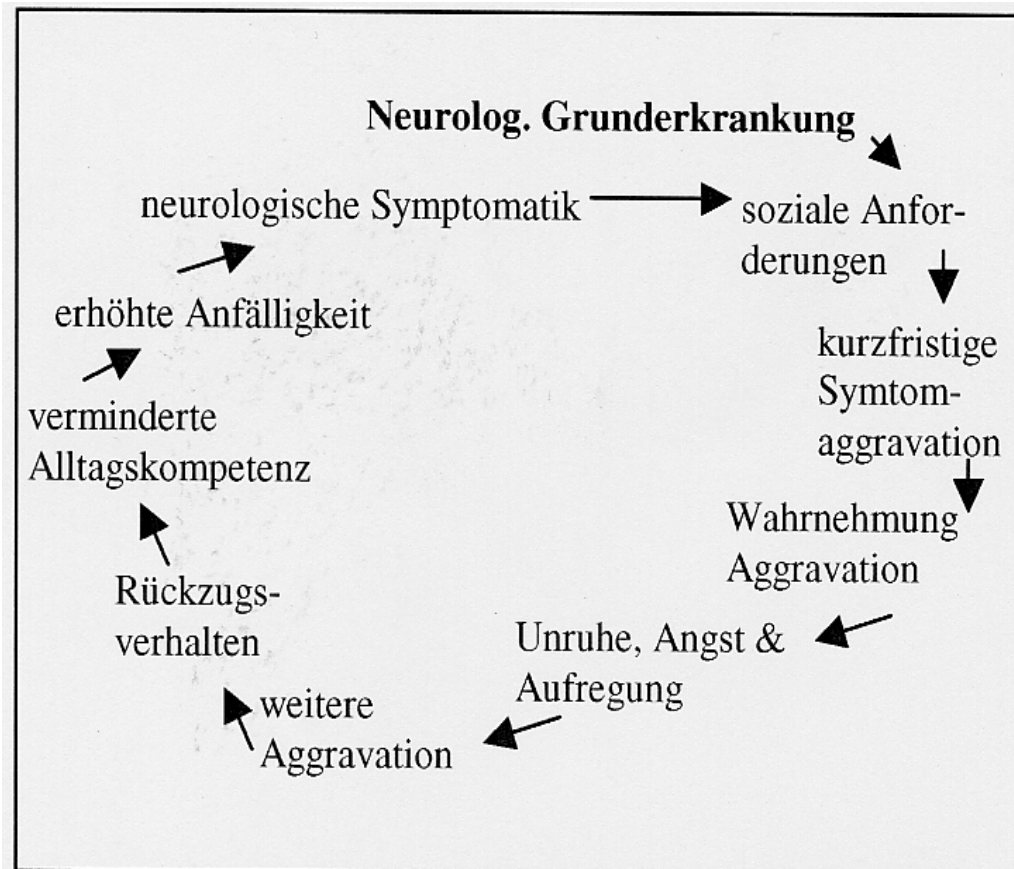 Neurolog. Grunderkrankung
neurologische Symptomatik
soziale Anfor-
derungen
erhöhte Anfälligkeit
kurzfristige
Symtom-
aggravation
verminderte
Alltagskompetenz
Wahrnehmung
Aggravation
Rückzugs-
verhalten
Unruhe, Angst &
Aufregung
weitere
Aggravation